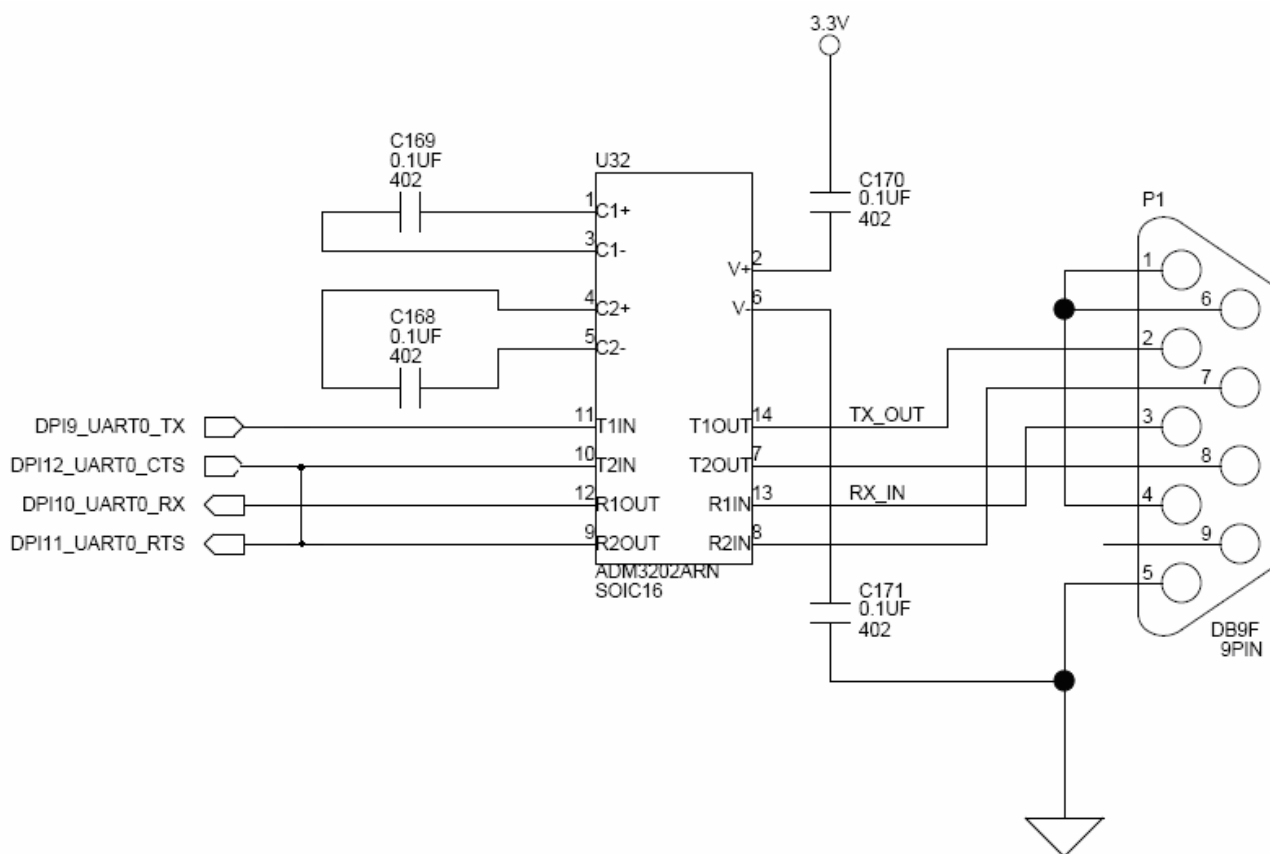 3.3V
C169
0.1UF
402
U32
C170
0.1UF
402
P1
1
C1+
3
C1-
V+
2
1
6
4
C2+
V-
6
C168
0.1UF
402
5
C2-
2
7
DPI9_UART0_TX
11
T1IN
T1OUT
14
TX_OUT
3
DPI12_UART0_CTS
10
T2IN
T2OUT
7
8
DPI10_UART0_RX
12
R1OUT
R1IN
13
RX_IN
4
DPI11_UART0_RTS
9
R2OUT
R2IN
8
9
ADM3202ARN
SOIC16
5
C171
0.1UF
402
DB9F
9PIN